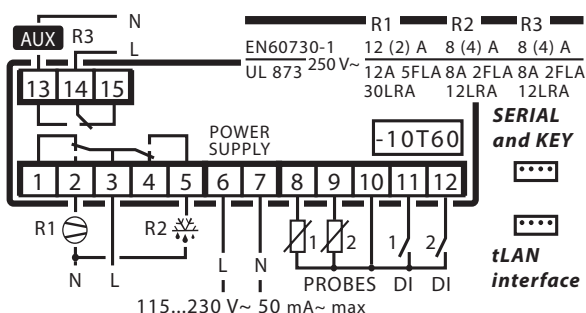 N
R1 R2 R3
AUX R3
L
EN60730-1 250 V~ 12 (2) A 8 (4) A 8 (4) A
UL 873 12A 5FLA 8A 2FLA 8A 2FLA
30LRA 12LRA 12LRA
13 14 15
SERIAL
and KEY
POWER
SUPPLY
-10T60
1 2 3 4 5 6 7 8 9 10 11 12
R1 R2 1 2 1 2
tLAN
interface
N L L N PROBES DI DI
115...230 V~ 50 mA~ max